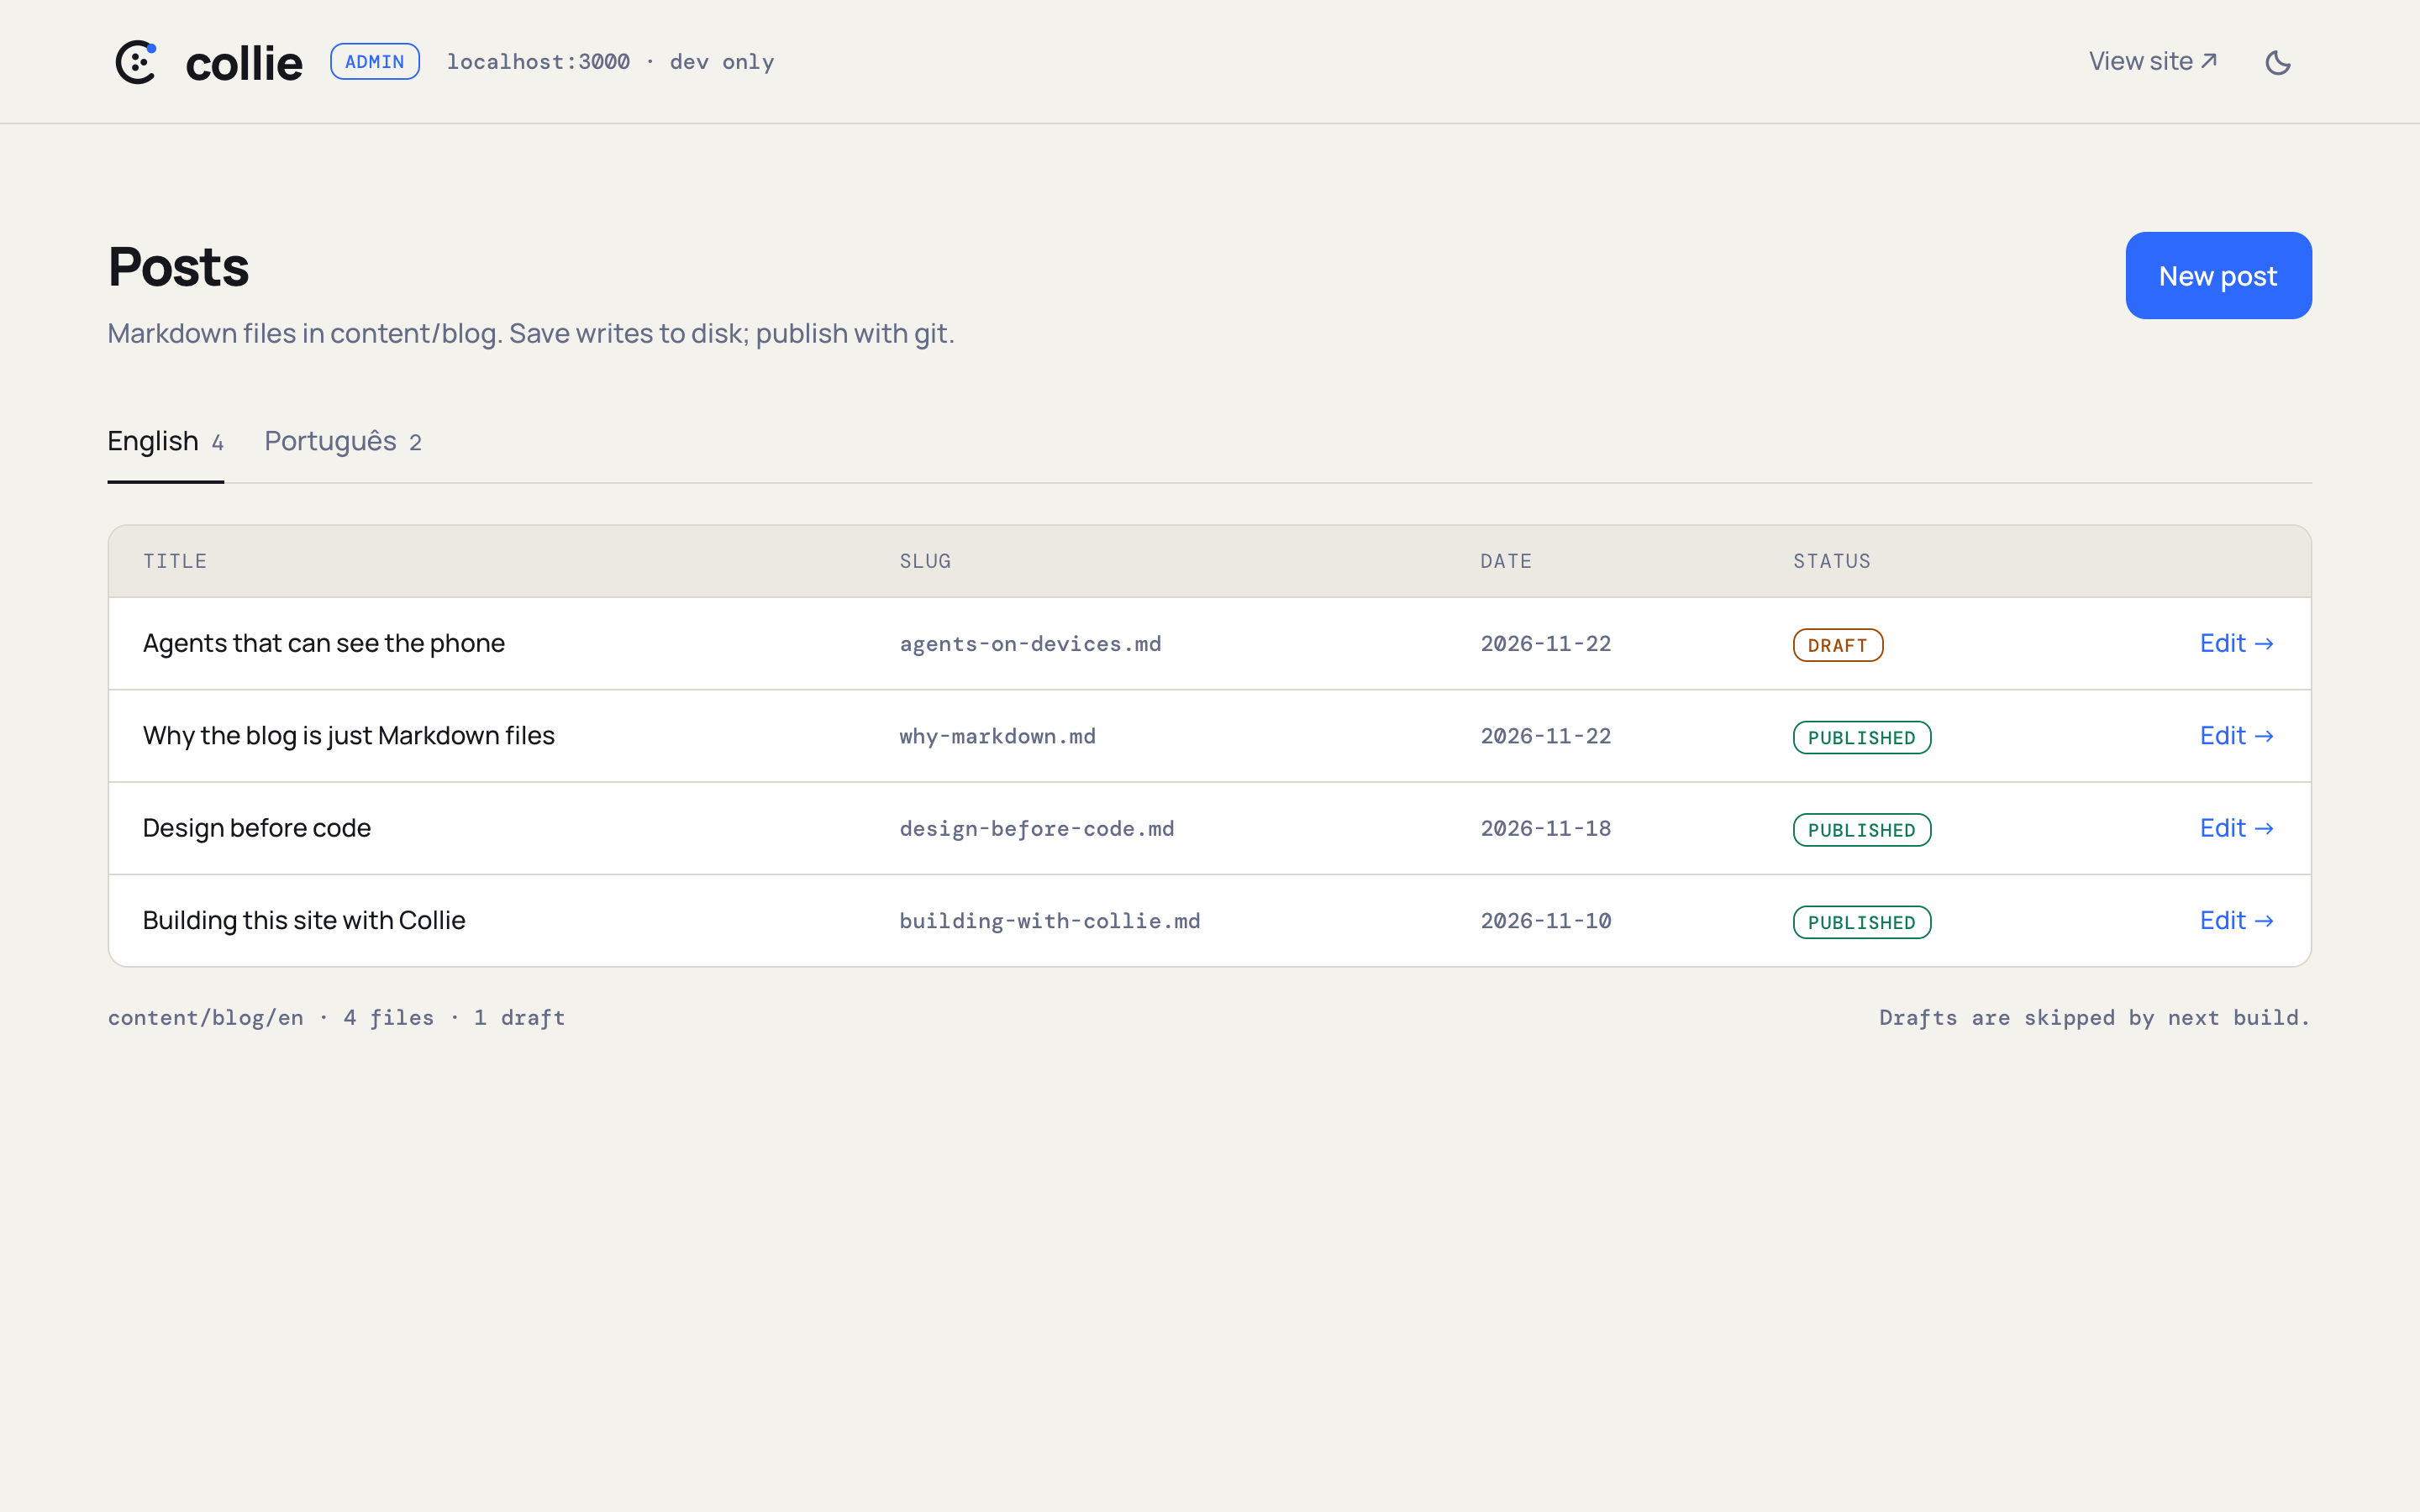 collie ADMIN localhost:3000 · dev only View site ↗
Posts
New post
Markdown files in content/blog. Save writes to disk; publish with git.
English 4 Português 2
TITLE SLUG DATE STATUS
Agents that can see the phone agents-on-devices.md 2026-11-22 DRAFT Edit →
Why the blog is just Markdown files why-markdown.md 2026-11-22 PUBLISHED Edit →
Design before code design-before-code.md 2026-11-18 PUBLISHED Edit →
Building this site with Collie building-with-collie.md 2026-11-10 PUBLISHED Edit →
content/blog/en · 4 files · 1 draft Drafts are skipped by next build.